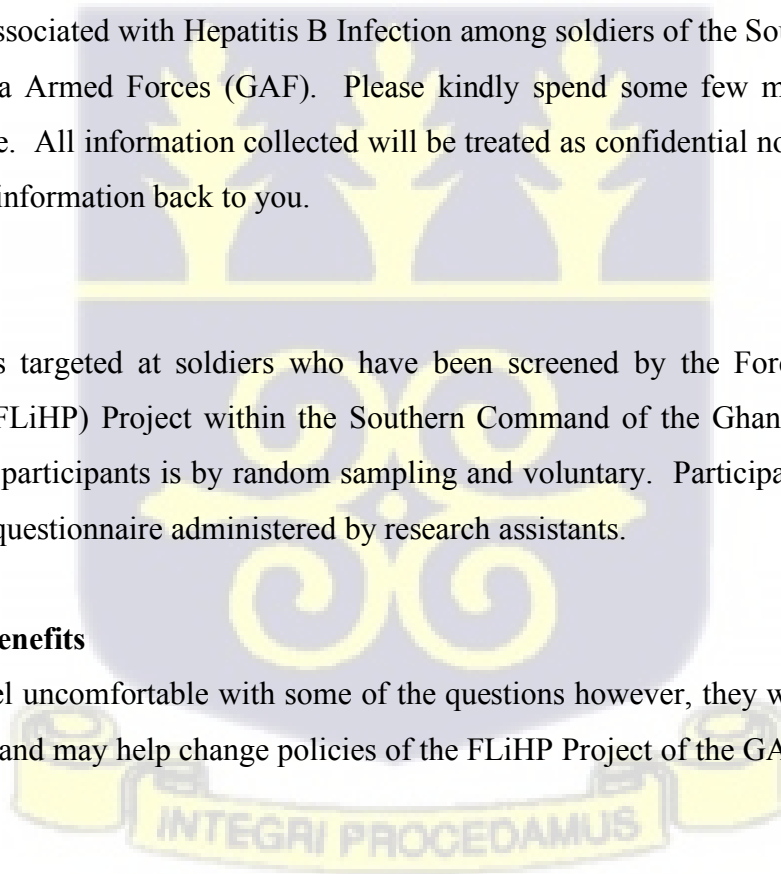 ssociated with Hepatitis B Infection among soldiers of the Sou
a Armed Forces (GAF). Please kindly spend some few m
e. All information collected will be treated as confidential no
information back to you.
s targeted at soldiers who have been screened by the Forc
FLiHP) Project within the Southern Command of the Ghan
participants is by random sampling and voluntary. Participa
questionnaire administered by research assistants.
enefits
el uncomfortable with some of the questions however, they w
and may help change policies of the FLiHP Project of the GA
INTEGRI PROCEDAMUS